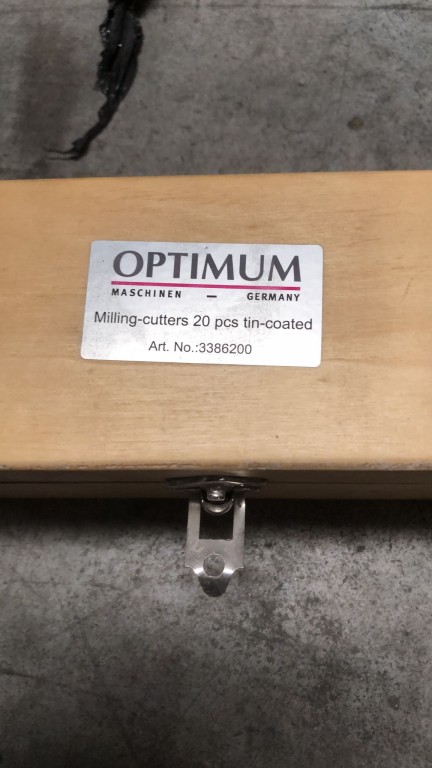 OPTIMUM
MASCHINEN – GERMANY
Milling-cutters 20 pcs tin-coated
Art. No.:3386200